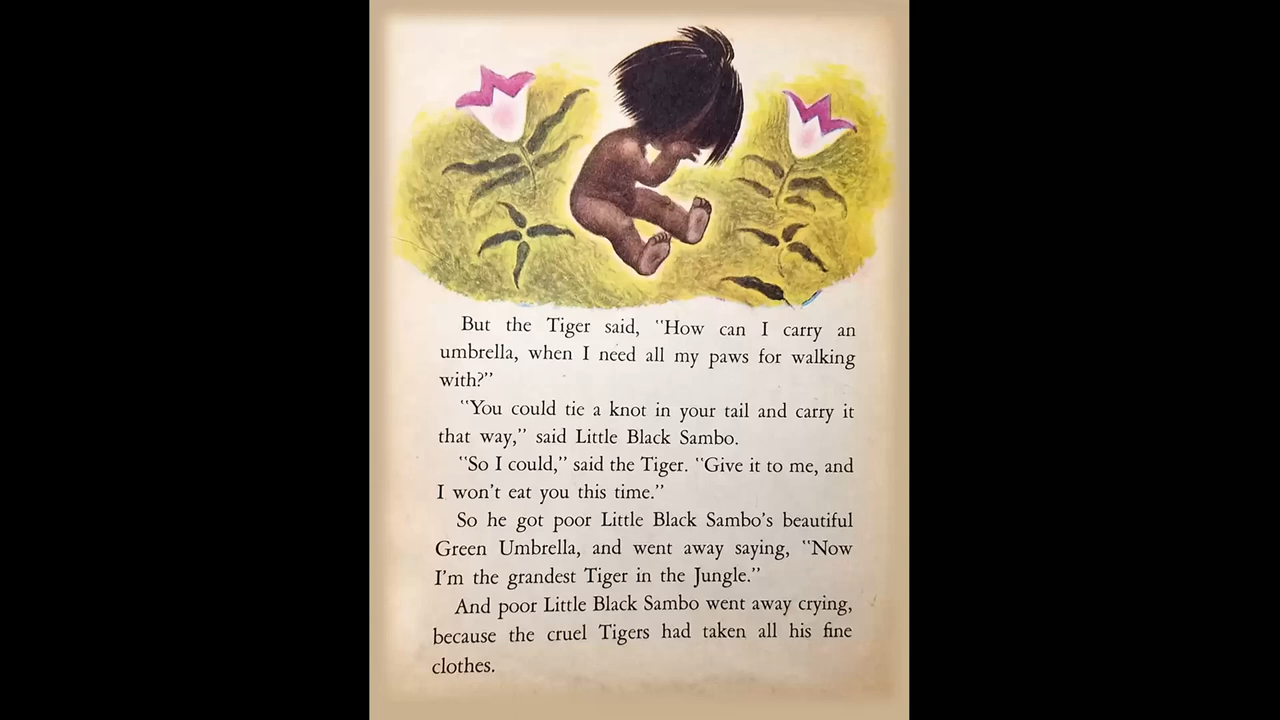 But the Tiger said, "How can I carry an
umbrella, when I need all my paws for walking
with?"
"You could tie a knot in your tail and carry it
that way," said Little Black Sambo.
"So I could," said the Tiger. "Give it to me, and
I won't eat you this time."
So he got poor Little Black Sambo's beautiful
Green Umbrella, and went away saying, "Now
I'm the grandest Tiger in the Jungle."
And poor Little Black Sambo went away crying,
because the cruel Tigers had taken all his fine
clothes.